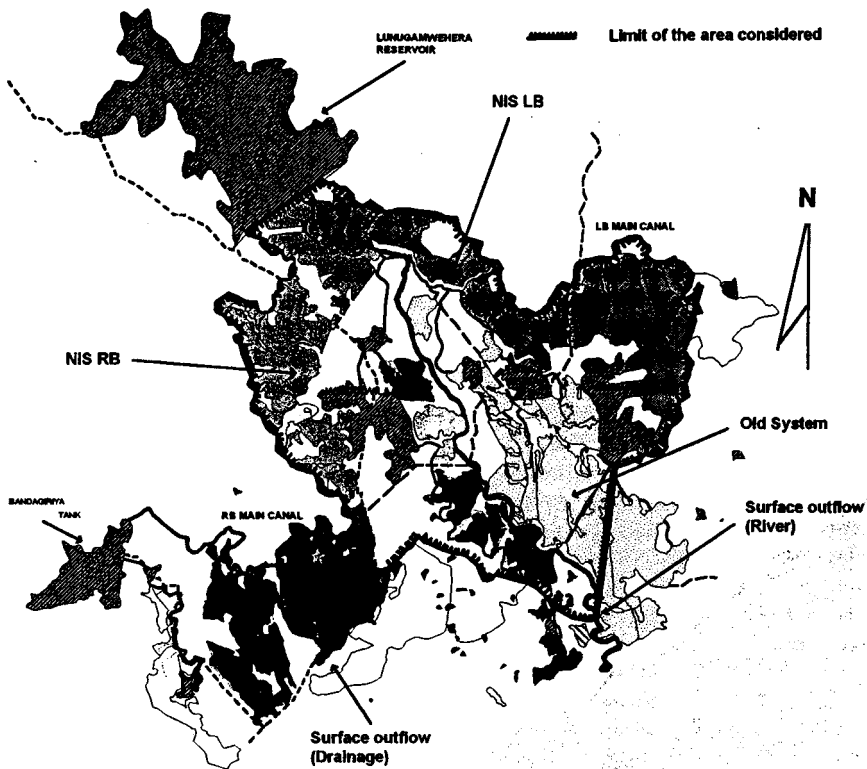 LUNUGAMWEHERA
RESERVOIR
Limit of the area considered
NIS LB
N
LB MAIN CANAL
NIS RB
Old System
BANDAGIRIYA
TANK
RB MAIN CANAL
Surface outflow
(River)
Surface outflow
(Drainage)